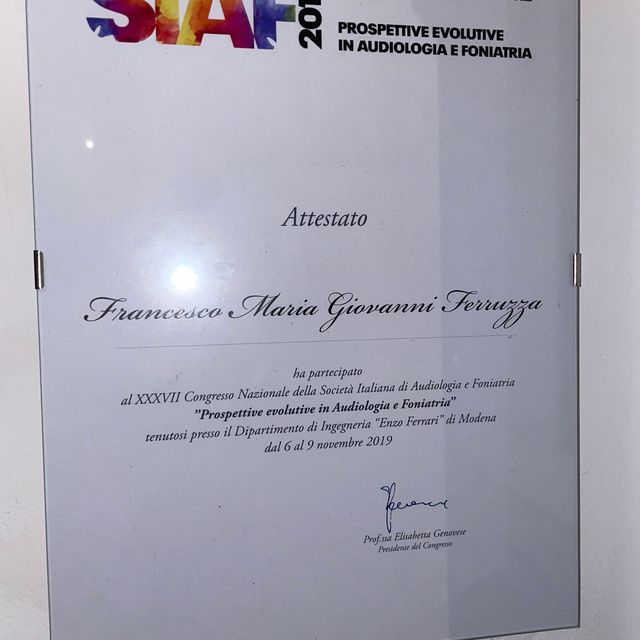 SIAF 201
PROSPETTIVE EVOLUTIVE
IN AUDIOLOGIA E FONIATRIA
Attestato
Francesco Maria Giovanni Ferruzza
ha partecipato
al XXXVII Congresso Nazionale della Società Italiana di Audiologia e Foniatria
"Prospettive evolutive in Audiologia e Foniatria"
tenutosi presso il Dipartimento di Ingegneria "Enzo Ferrari" di Modena
dal 6 al 9 novembre 2019
Prof.ssa Elisabetta Genovese
Presidente del Congresso